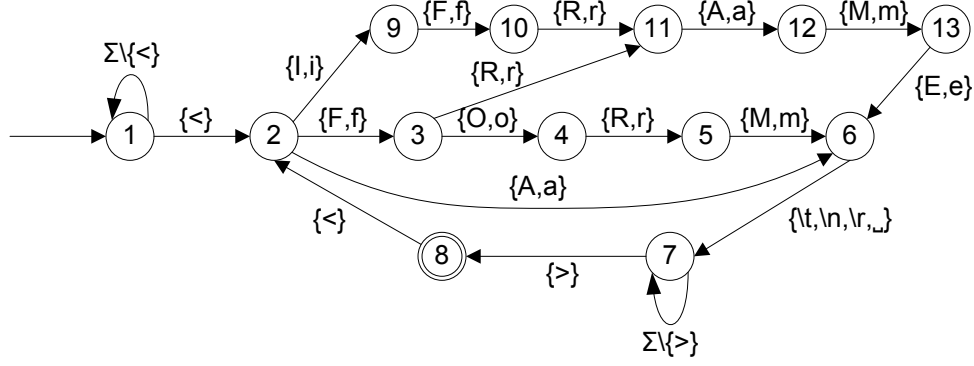 9 {F,f} 10 {R,r} 11 {A,a} 12 {M,m} 13
Σ\{<} {I,i} {R,r} {E,e}
1 {<} 2 {F,f} 3 {O,o} 4 {R,r} 5 {M,m} 6
{A,a}
{<} {\t,\n,\r,␣}
8 {>} 7
Σ\{>}